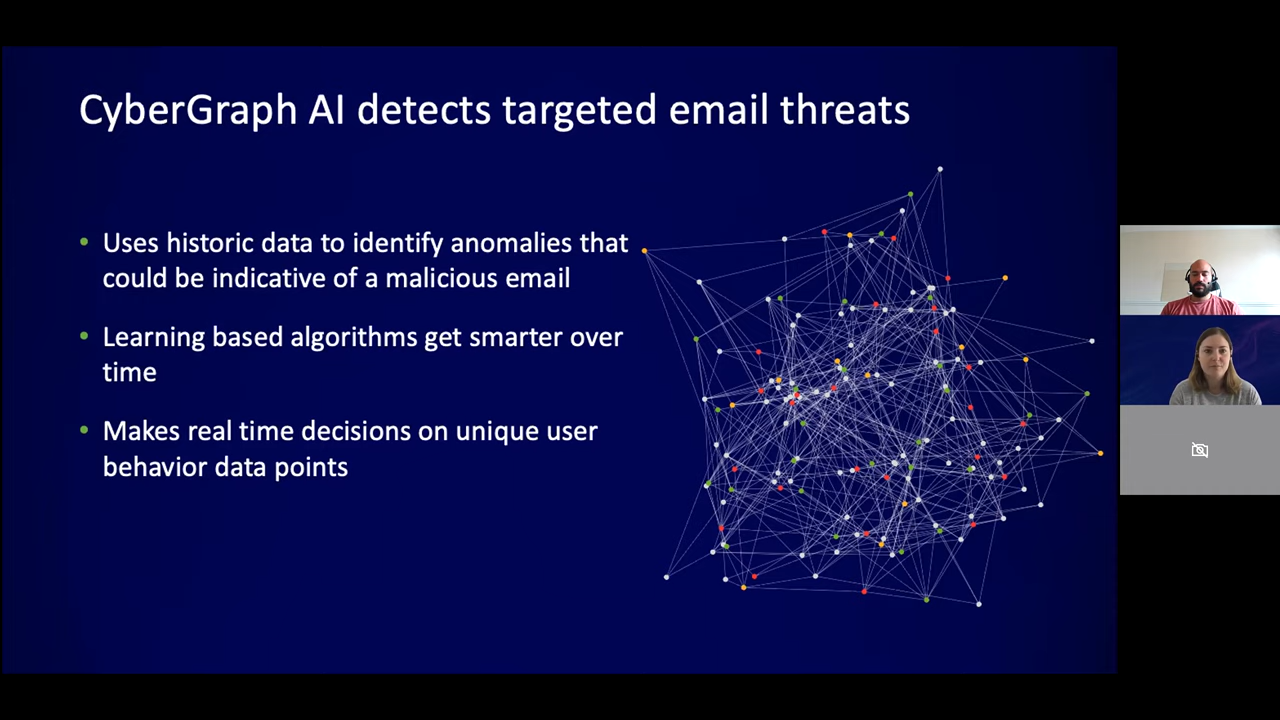 CyberGraph AI detects targeted email threats
Uses historic data to identify anomalies that
could be indicative of a malicious email
Learning based algorithms get smarter over
time
Makes real time decisions on unique user
behavior data points